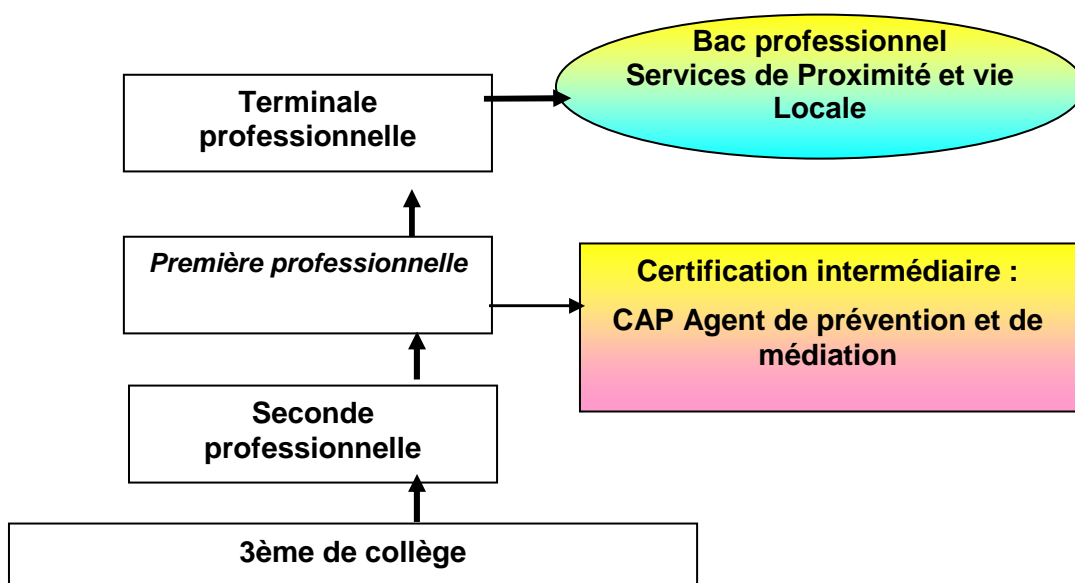 Bac professionnel
Services de Proximité et vie
Locale
Terminale
professionnelle
Première professionnelle
Certification intermédiaire :
CAP Agent de prévention et de
médiation
Seconde
professionnelle
3ème de collège